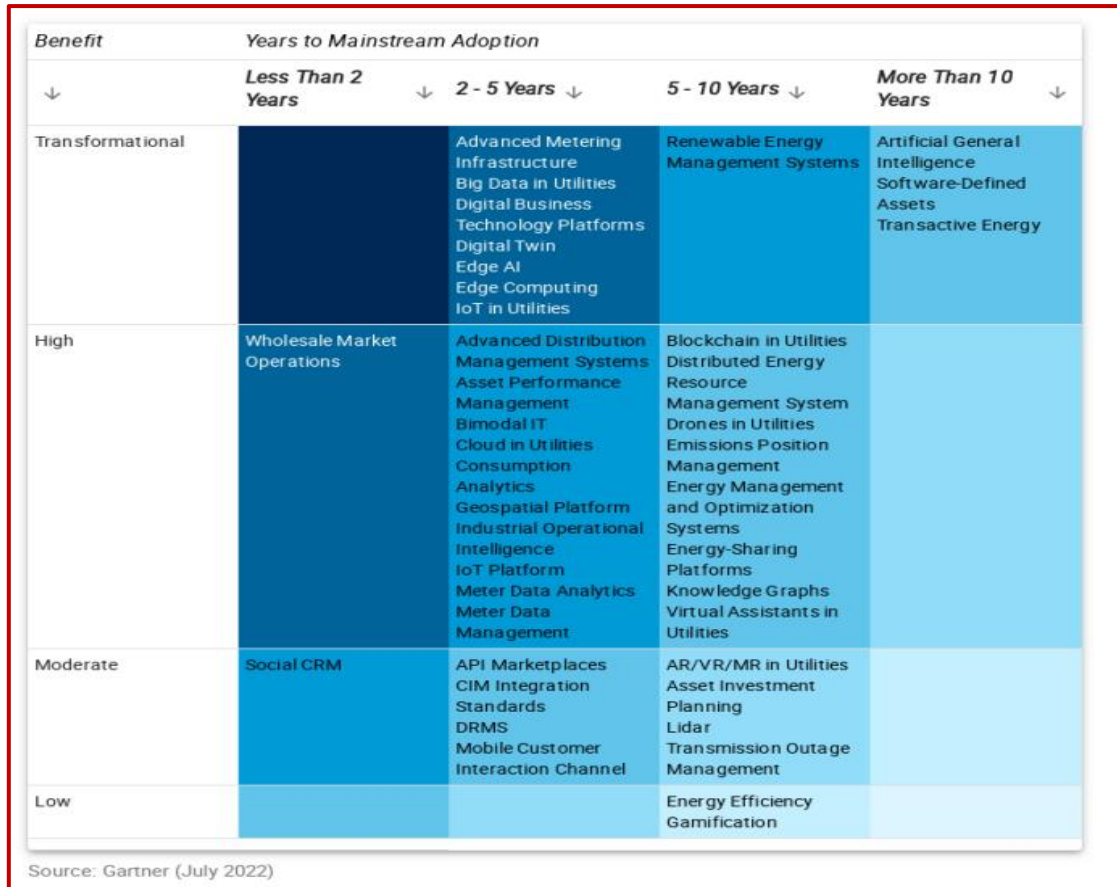 Benefit
Years to Mainstream Adoption
Less Than 2
Years
2 - 5 Years
5 - 10 Years
More Than 10
Years
Transformational
Advanced Metering
Infrastructure
Big Data in Utilities
Digital Business
Technology Platforms
Digital Twin
Edge AI
Edge Computing
IoT in Utilities
Renewable Energy
Management Systems
Artificial General
Intelligence
Software-Defined
Assets
Transactive Energy
High
Wholesale Market
Operations
Advanced Distribution
Management Systems
Asset Performance
Management
Bimodal IT
Cloud in Utilities
Consumption
Analytics
Geospatial Platform
Industrial Operational
Intelligence
IoT Platform
Meter Data Analytics
Meter Data
Management
Blockchain in Utilities
Distributed Energy
Resource
Management System
Drones in Utilities
Emissions Position
Management
Energy Management
and Optimization
Systems
Energy-Sharing
Platforms
Knowledge Graphs
Virtual Assistants in
Utilities
Moderate
Social CRM
API Marketplaces
CIM Integration
Standards
DRMS
Mobile Customer
Interaction Channel
AR/VR/MR in Utilities
Asset Investment
Planning
Lidar
Transmission Outage
Management
Low
Energy Efficiency
Gamification
Source: Gartner (July 2022)